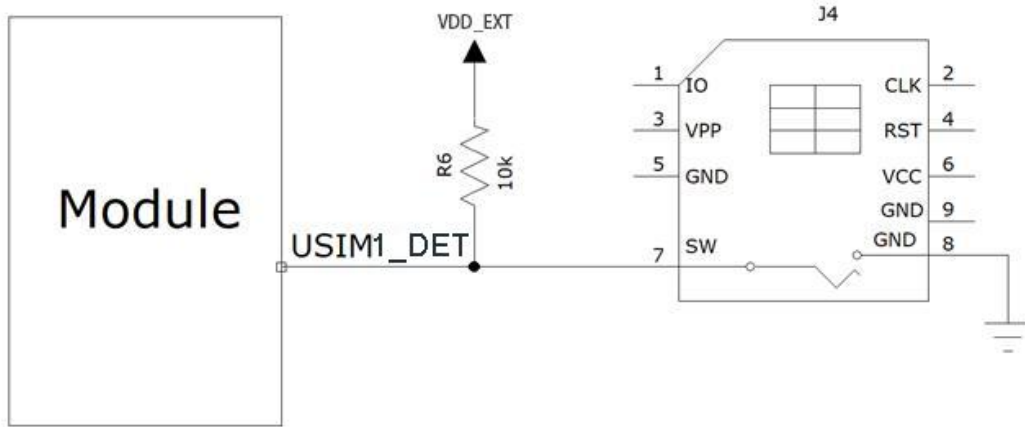 Module
USIM1_DET
VDD_EXT
R6
10k
J4
1
IO
CLK
2
3
VPP
RST
4
5
GND
VCC
6
GND
9
7
SW
GND
8